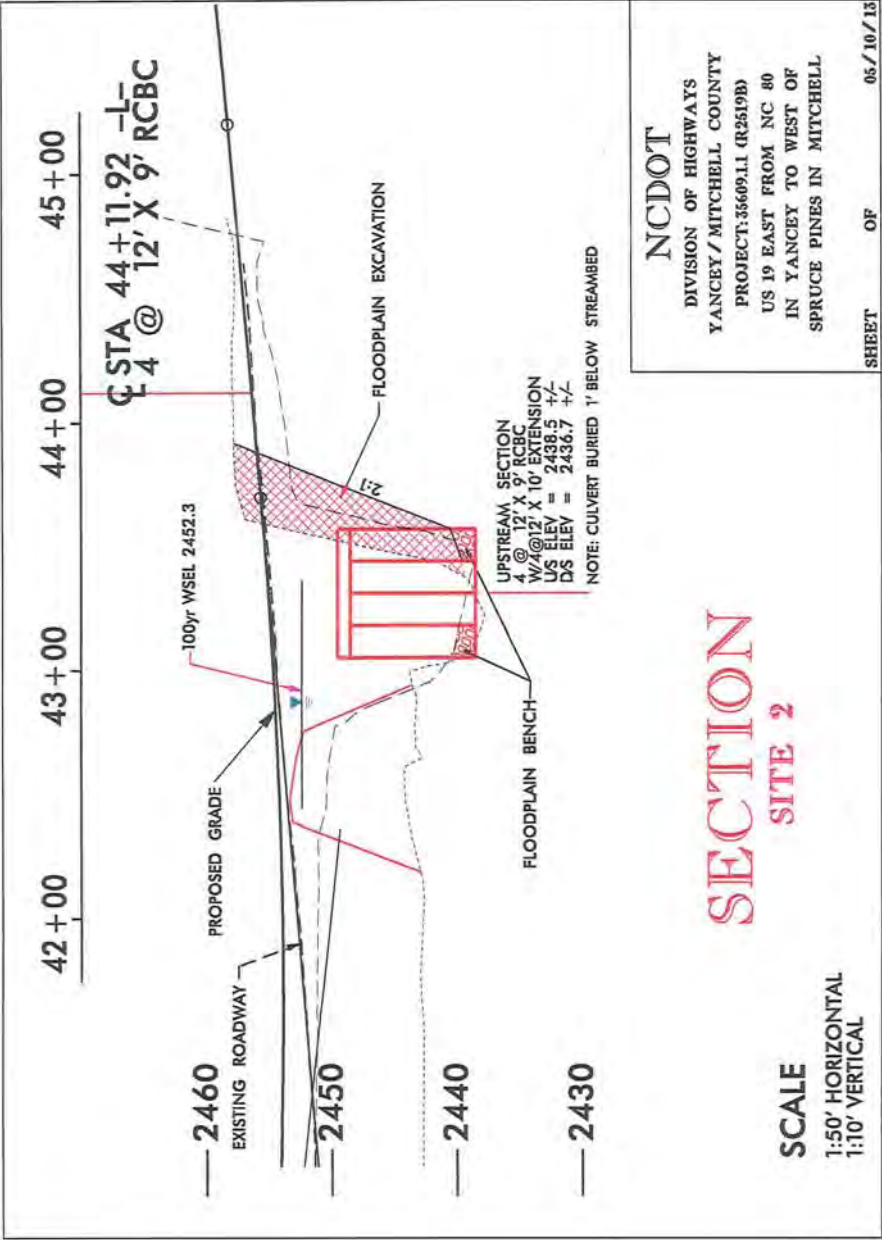 42+00
43+00
44+00
45+00
℄ STA 44+11.92 -L-
4 @ 12' X 9' RCBC
100yr WSEL 2452.3
PROPOSED GRADE
EXISTING ROADWAY
2460
2450
2440
2430
FLOODPLAIN EXCAVATION
2:1
UPSTREAM SECTION
4 @ 12' X 9' RCBC
W/4@12' X 10' EXTENSION
US ELEV = 2438.5 +/-
DS ELEV = 2436.7 +/-
NOTE: CULVERT BURIED 1' BELOW STREAMBED
FLOODPLAIN BENCH
SECTION
SITE 2
SCALE
1:50' HORIZONTAL
1:10' VERTICAL
NCDOT
DIVISION OF HIGHWAYS
YANCEY/MITCHELL COUNTY
PROJECT:35609.1.1 (R2519B)
US 19 EAST FROM NC 80
IN YANCEY TO WEST OF
SPRUCE PINES IN MITCHELL
SHEET OF 05/10/13